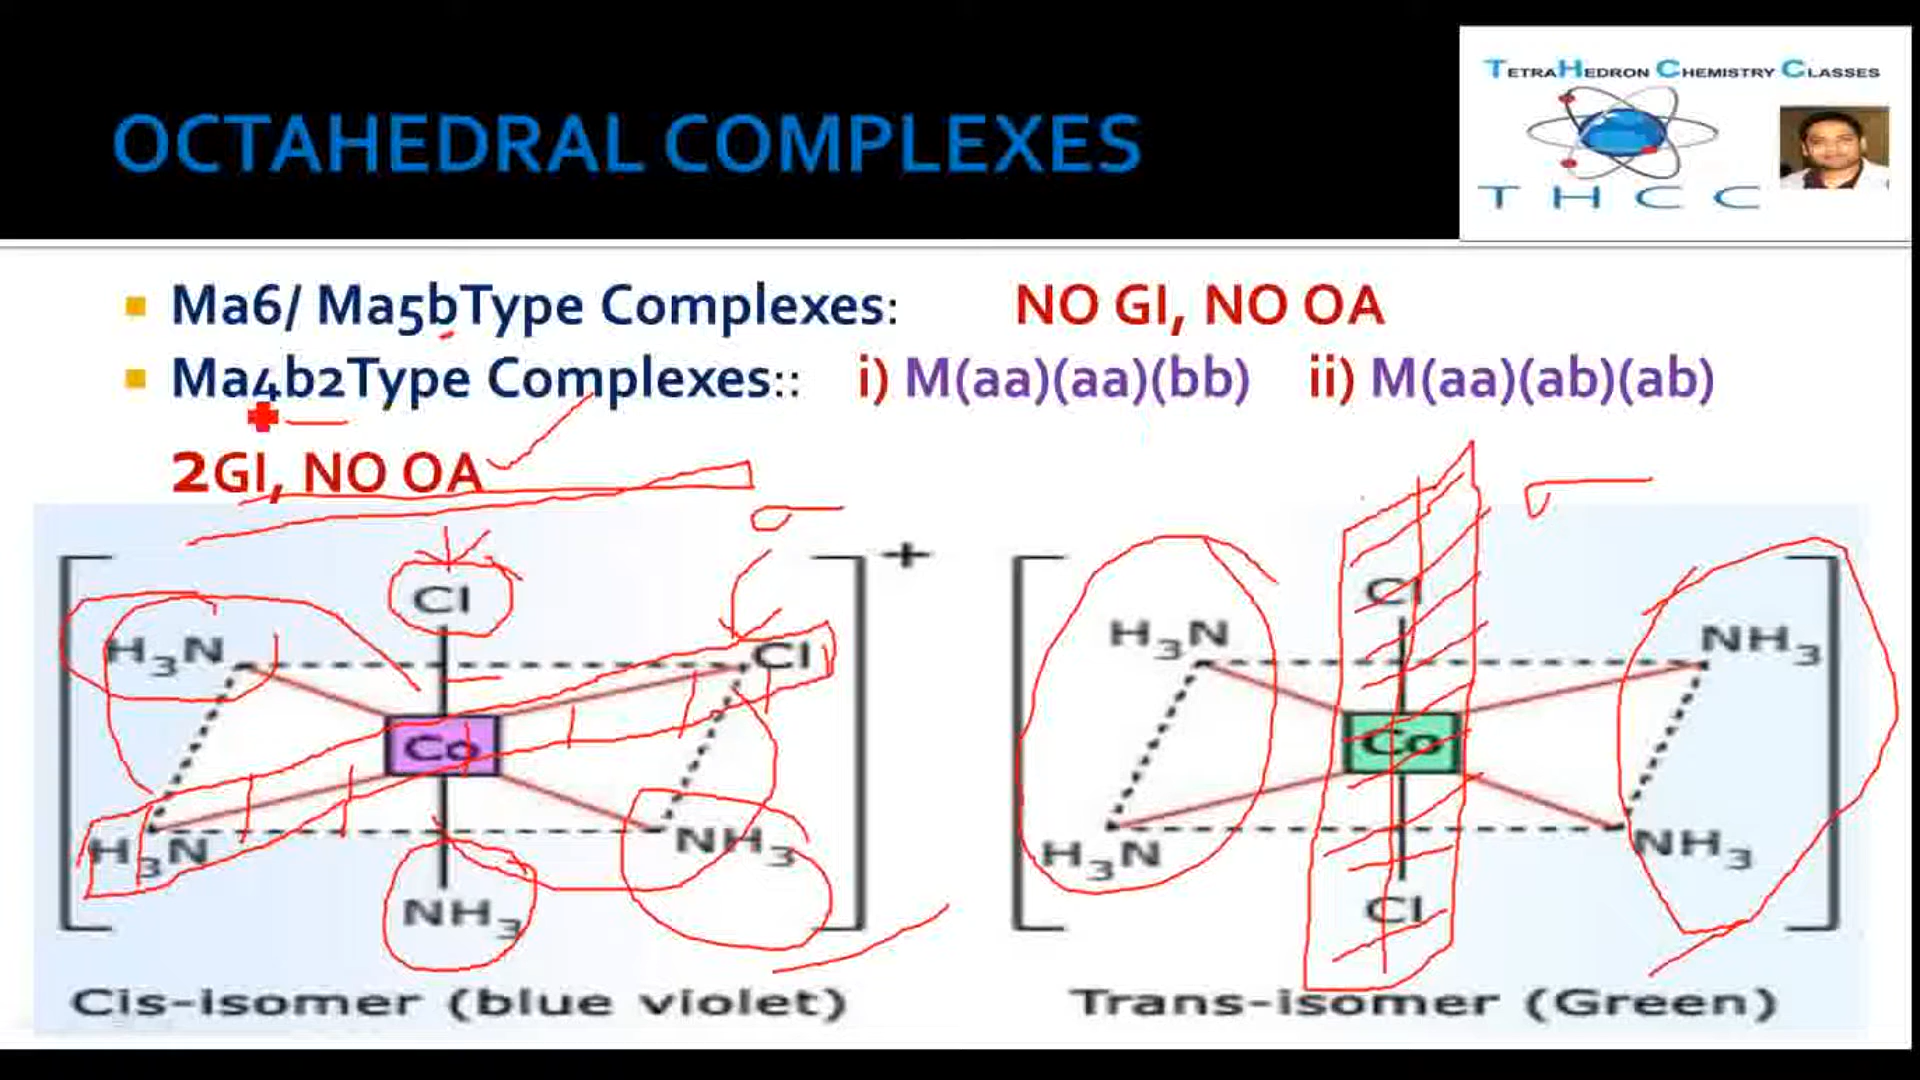 TETRAHEDRON CHEMISTRY CLASSES
T H C C
OCTAHEDRAL COMPLEXES
Ma6/ Ma5bType Complexes: NO GI, NO OA
Ma4b2Type Complexes:: i) M(aa)(aa)(bb) ii) M(aa)(ab)(ab)
2GI, NO OA
Cl
+
H3N
Cl
Co
H3N
NH3
NH3
Cis-isomer (blue violet)
Cl
H3N
NH3
Co
H3N
NH3
Cl
Trans-isomer (Green)